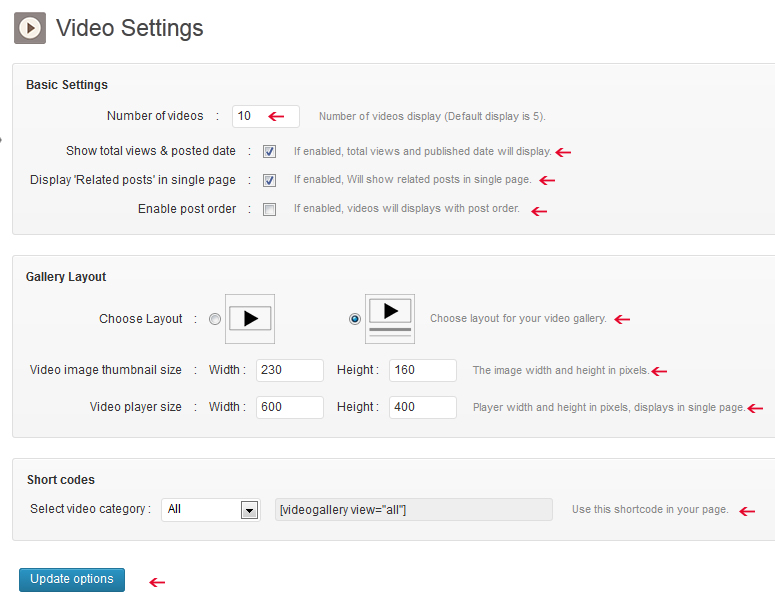 Video Settings
Basic Settings
Number of videos : 10 Number of videos display (Default display is 5).
Show total views & posted date : If enabled, total views and published date will display.
Display 'Related posts' in single page : If enabled, Will show related posts in single page.
Enable post order : If enabled, videos will displays with post order.
Gallery Layout
Choose Layout : Choose layout for your video gallery.
Video image thumbnail size : Width : 230 Height : 160 The image width and height in pixels.
Video player size : Width : 600 Height : 400 Player width and height in pixels, displays in single page.
Short codes
Select video category : All [videogallery view="all"] Use this shortcode in your page.
Update options